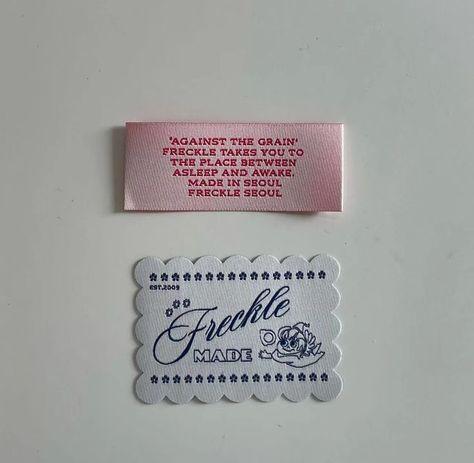 'AGAINST THE GRAIN'
FRECKLE TAKES YOU TO
THE PLACE BETWEEN
ASLEEP AND AWAKE.
MADE IN SEOUL
FRECKLE SEOUL
EST.2009
Freckle
MADE